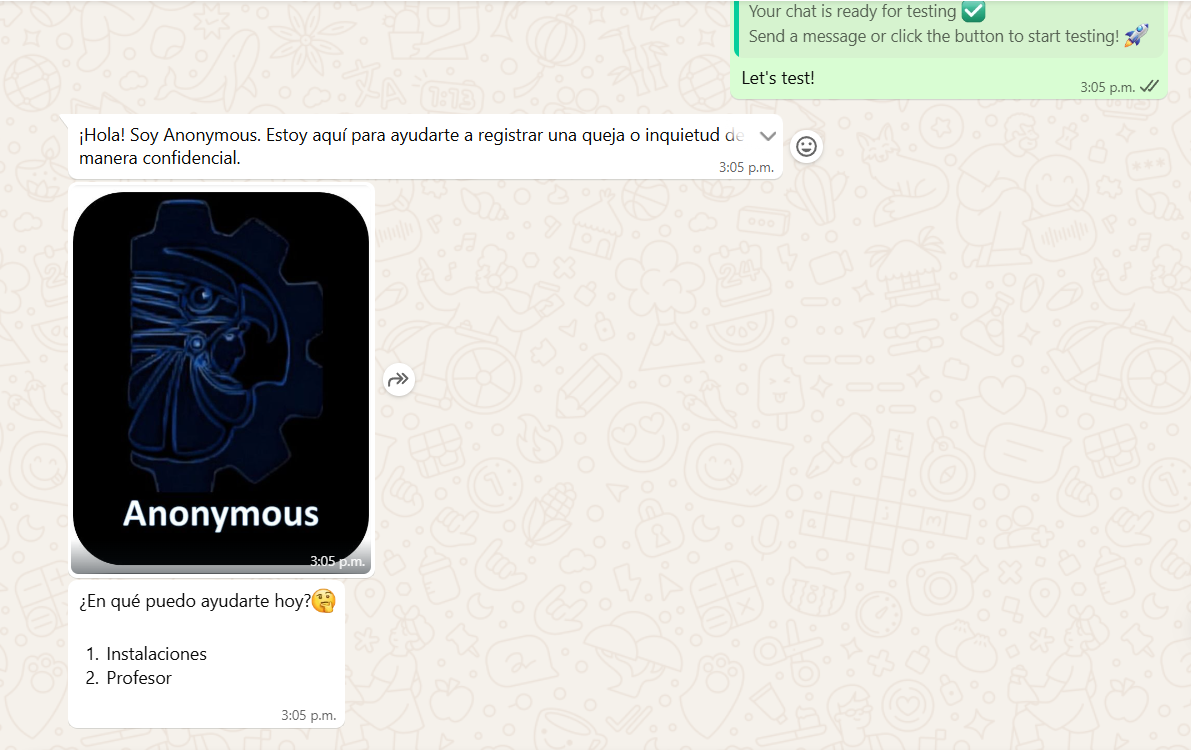 Your chat is ready for testing ✅
Send a message or click the button to start testing! 🚀
Let's test!
3:05 p.m.
¡Hola! Soy Anonymous. Estoy aquí para ayudarte a registrar una queja o inquietud de
manera confidencial.
3:05 p.m.
Anonymous
3:05 p.m.
¿En qué puedo ayudarte hoy?🤔
1. Instalaciones
2. Profesor
3:05 p.m.